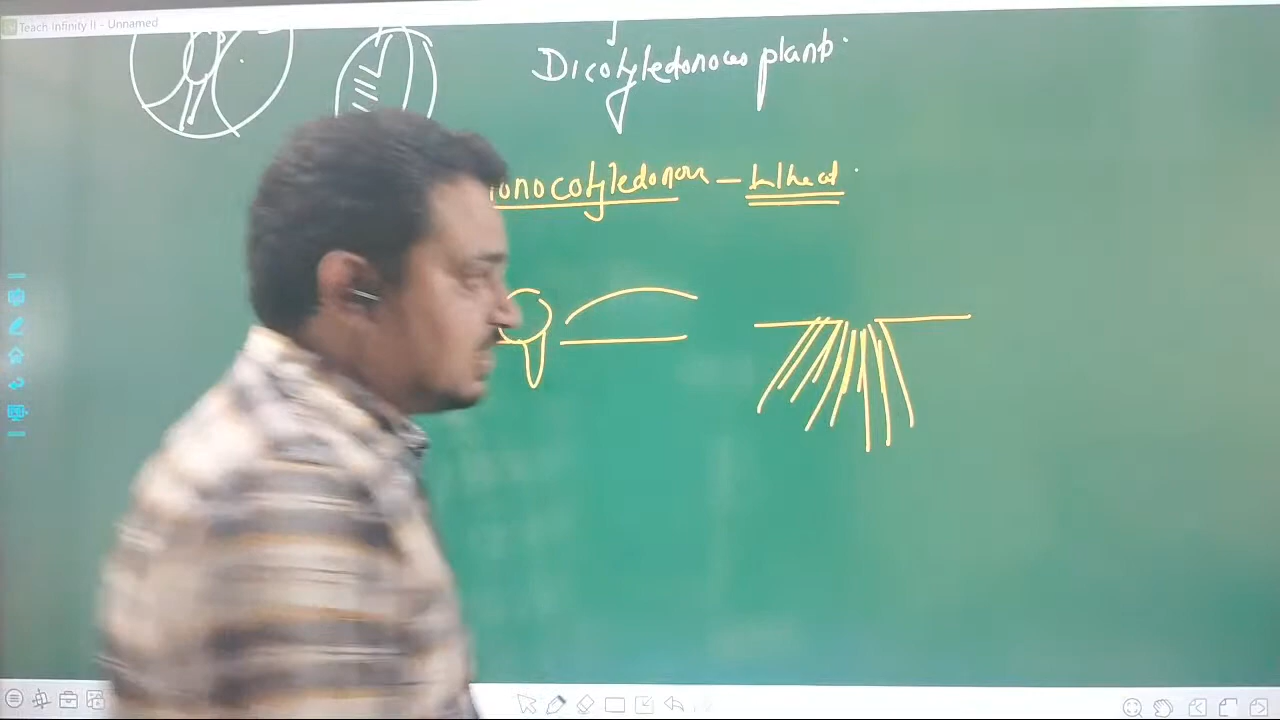 Teach Infinity II - Unnamed
Dicotyledonous plant
onocotyledonous - Wheat